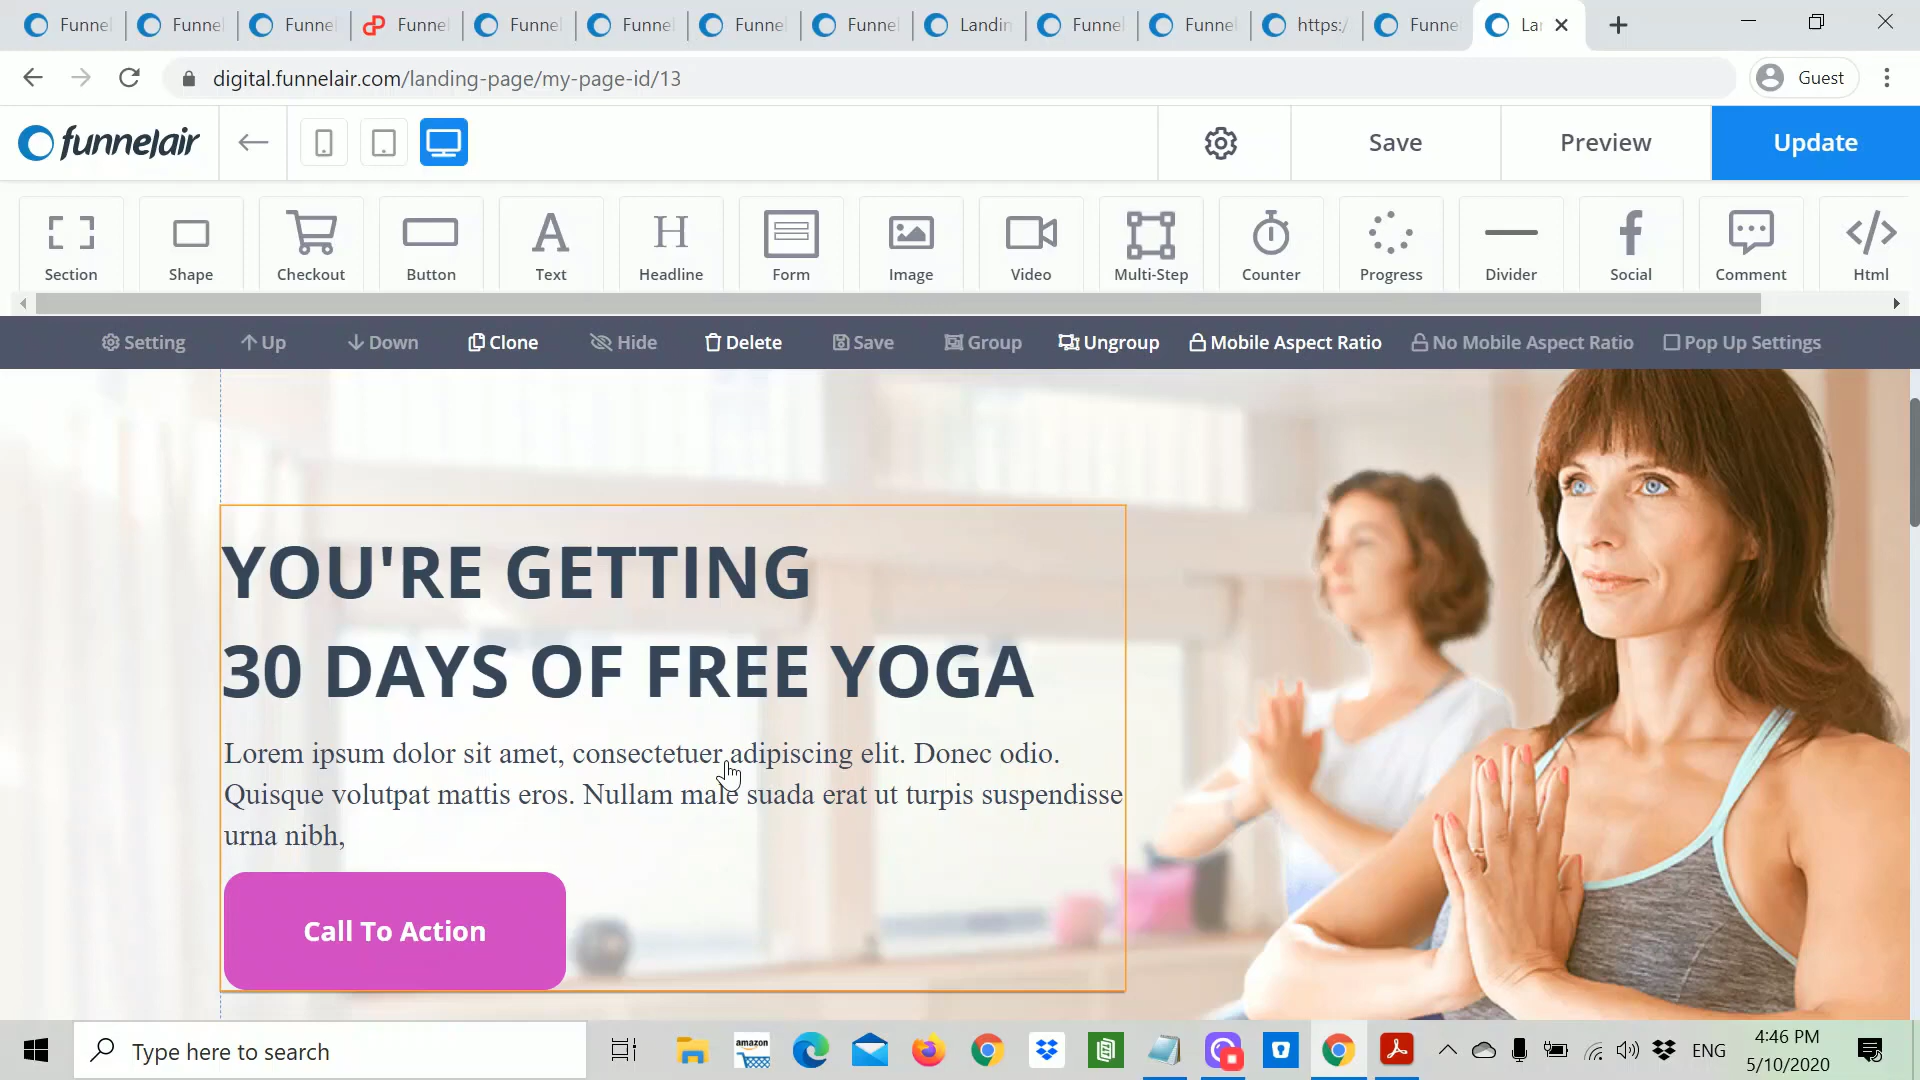 Funnel
Funnel
Funnel
Funnel
Funnel
Funnel
Funnel
Funnel
Landin
Funnel
Funnel
https:/
Funnel
La
digital.funnelair.com/landing-page/my-page-id/13
Guest
funnelair
Save
Preview
Update
Section
Shape
Checkout
Button
Text
Headline
Form
Image
Video
Multi-Step
Counter
Progress
Divider
Social
Comment
Html
Setting
Up
Down
Clone
Hide
Delete
Save
Group
Ungroup
Mobile Aspect Ratio
No Mobile Aspect Ratio
Pop Up Settings
YOU'RE GETTING
30 DAYS OF FREE YOGA
Lorem ipsum dolor sit amet, consectetuer adipiscing elit. Donec odio.
Quisque volutpat mattis eros. Nullam male suada erat ut turpis suspendisse
urna nibh,
Call To Action
Type here to search
amazon
ENG
4:46 PM
5/10/2020